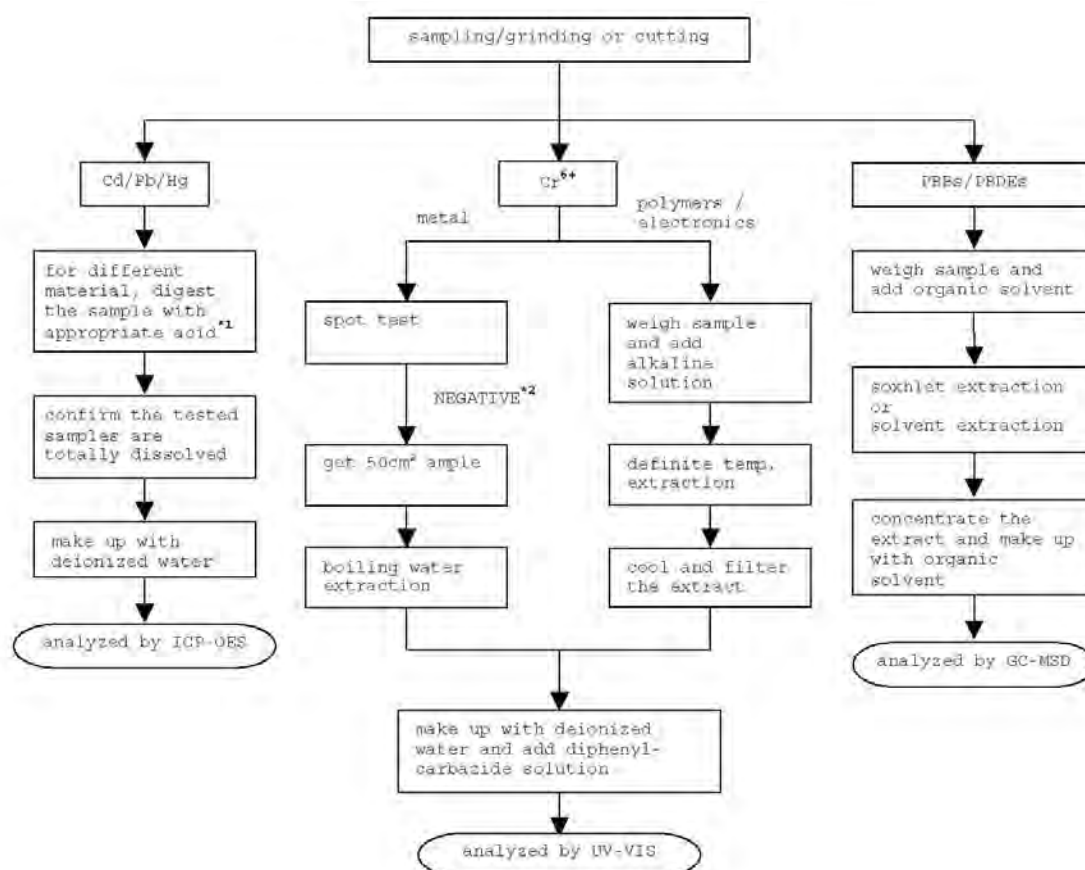 sampling/grinding or cutting
Cd/Pb/Hg
Cr6+
PBBs/PBDEs
metal
polymers /
electronics
for different
material, digest
the sample with
appropriate acid*1
spot test
weigh sample
and add
alkaline
solution
weigh sample and
add organic solvent
NEGATIVE*2
confirm the tested
samples are
totally dissolved
get 50cm² ample
definite temp.
extraction
soxhlet extraction
or
solvent extraction
make up with
deionized water
boiling water
extraction
cool and filter
the extract
concentrate the
extract and make up
with organic
solvent
analyzed by ICP-OES
analyzed by GC-MSD
make up with deionized
water and add diphenyl-
carbazide solution
analyzed by UV-VIS